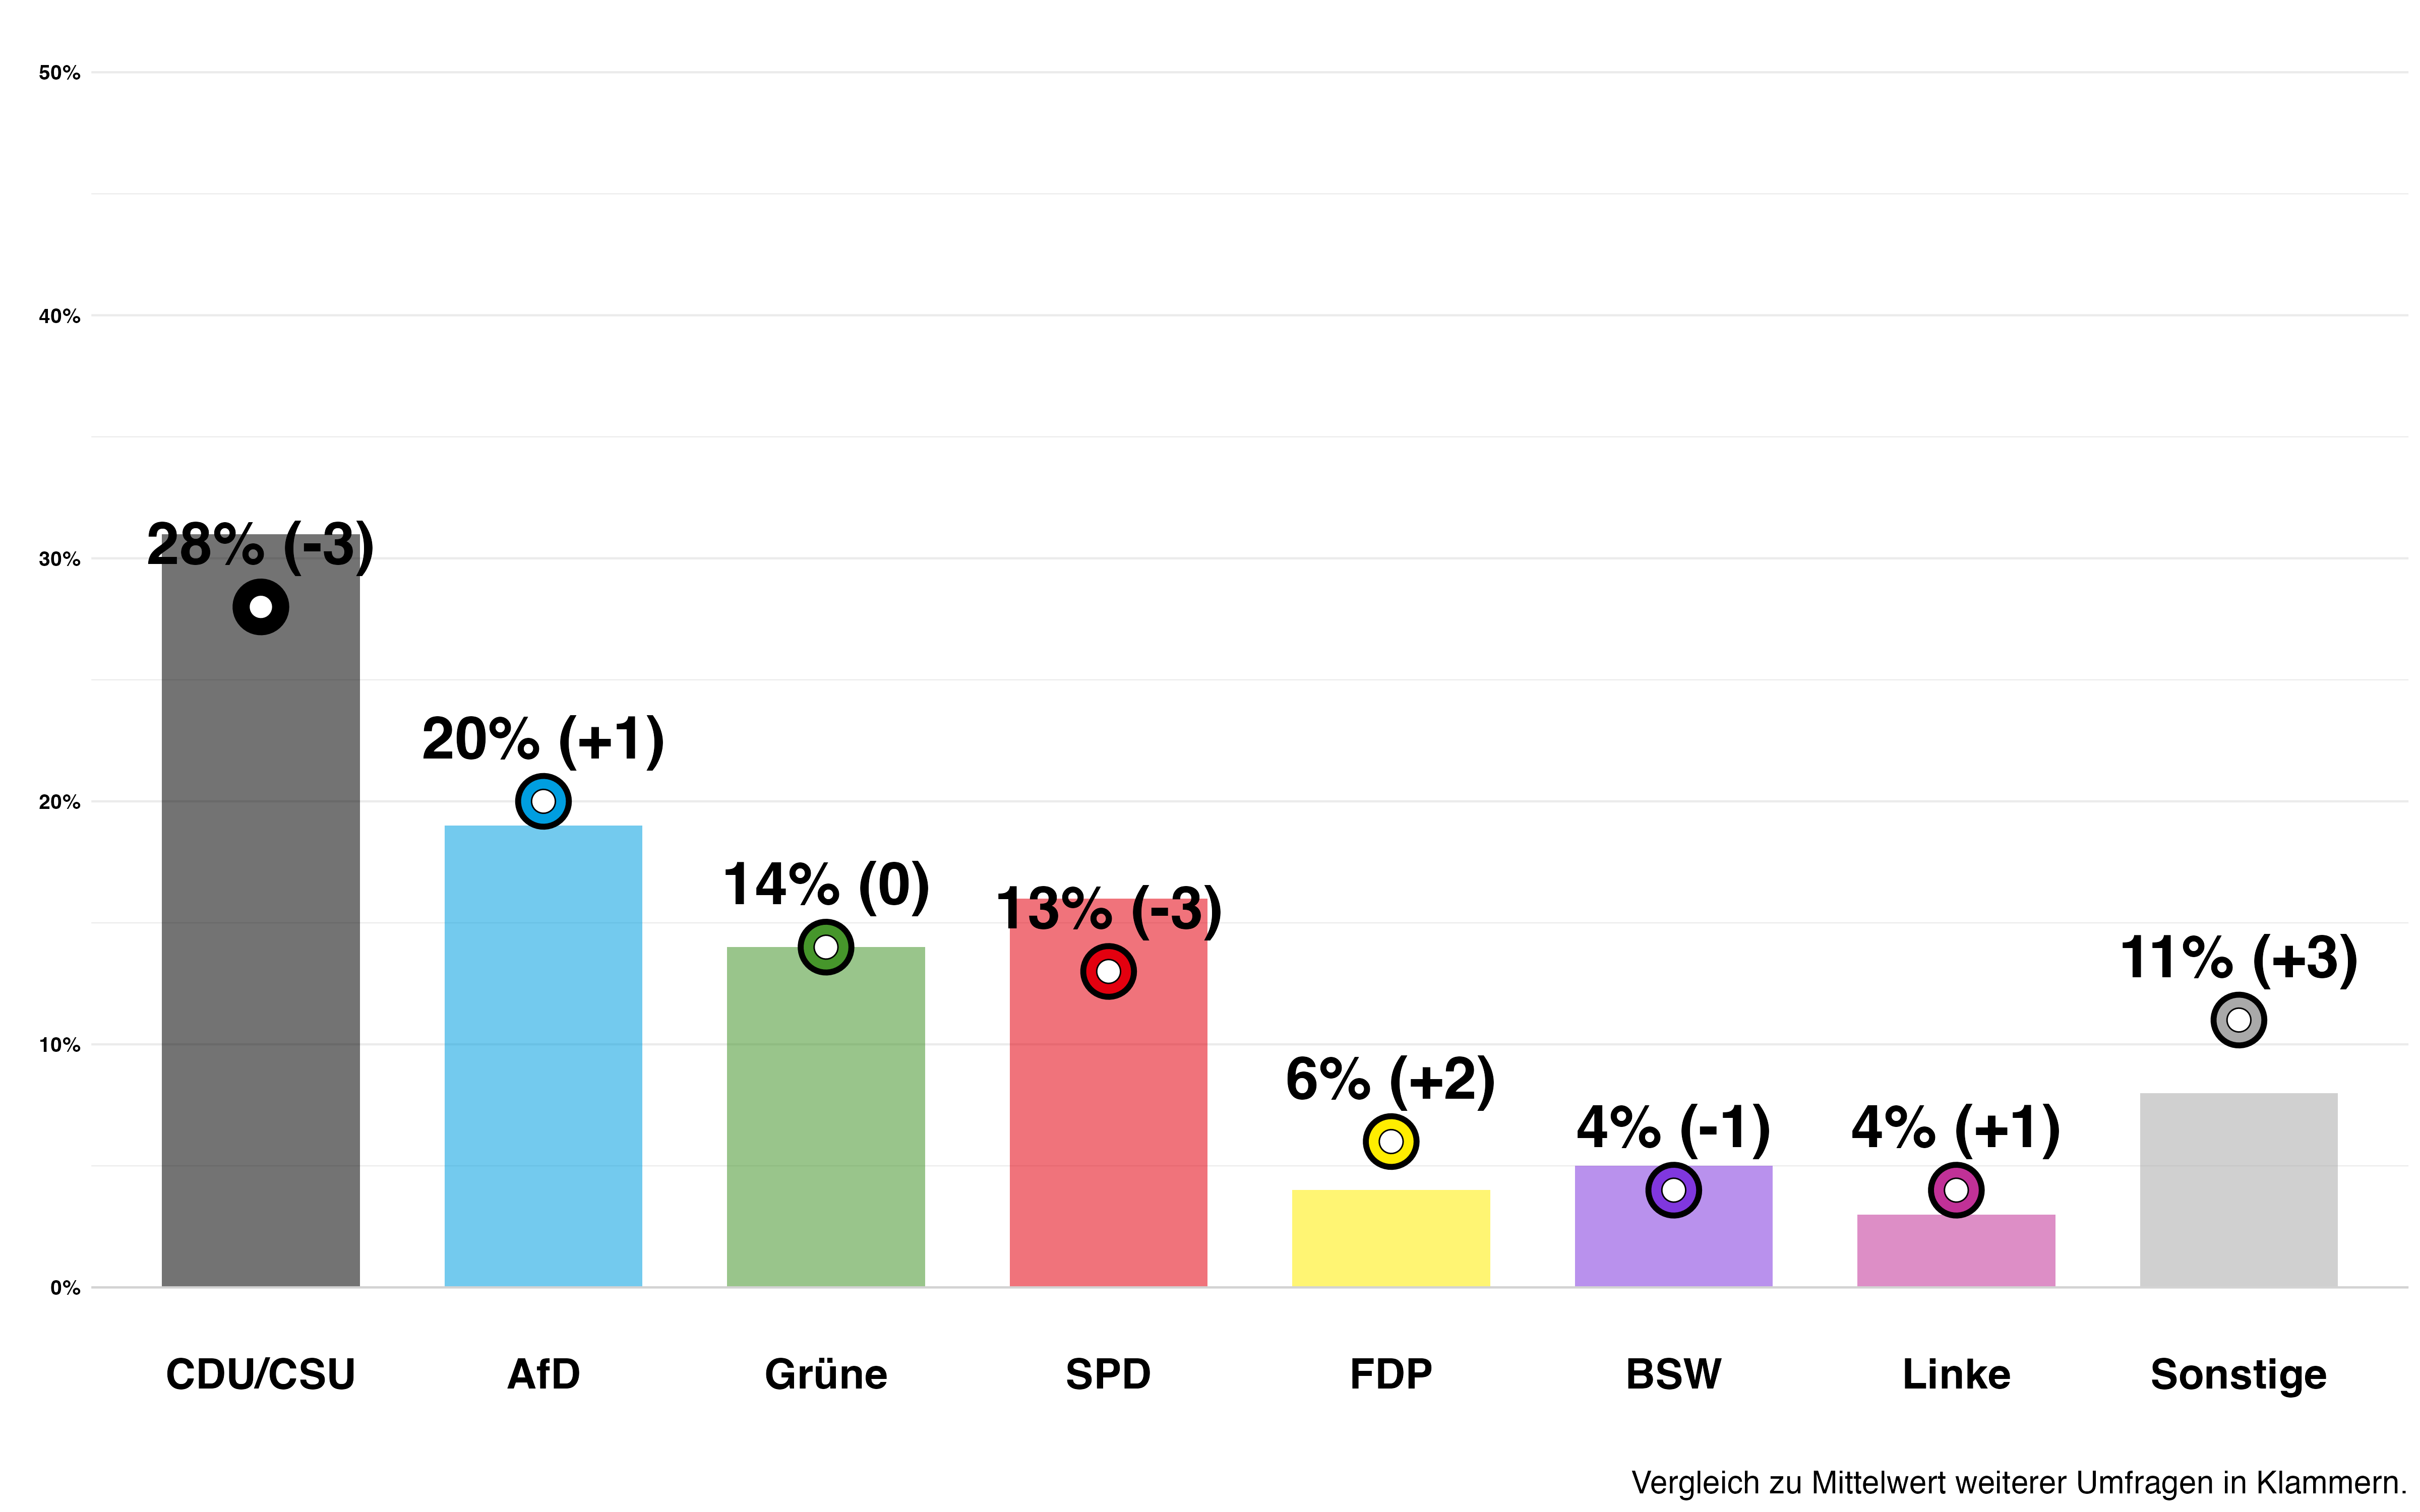 50%
40%
30%
20%
10%
0%
28% (-3)
20% (+1)
14% (0)
13% (-3)
6% (+2)
4% (-1)
4% (+1)
11% (+3)
CDU/CSU
AfD
Grüne
SPD
FDP
BSW
Linke
Sonstige
Vergleich zu Mittelwert weiterer Umfragen in Klammern.